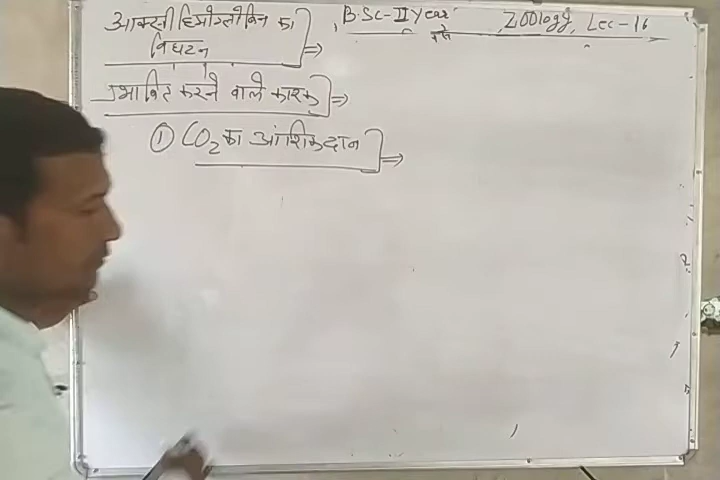 आक्सी हिमोग्लोबिन का
विघटन ⇒
B.SC-II Year Zoology, Lec-16
प्रभावित करने वाले कारक ⇒
① CO₂ का आंशिक दाब ⇒